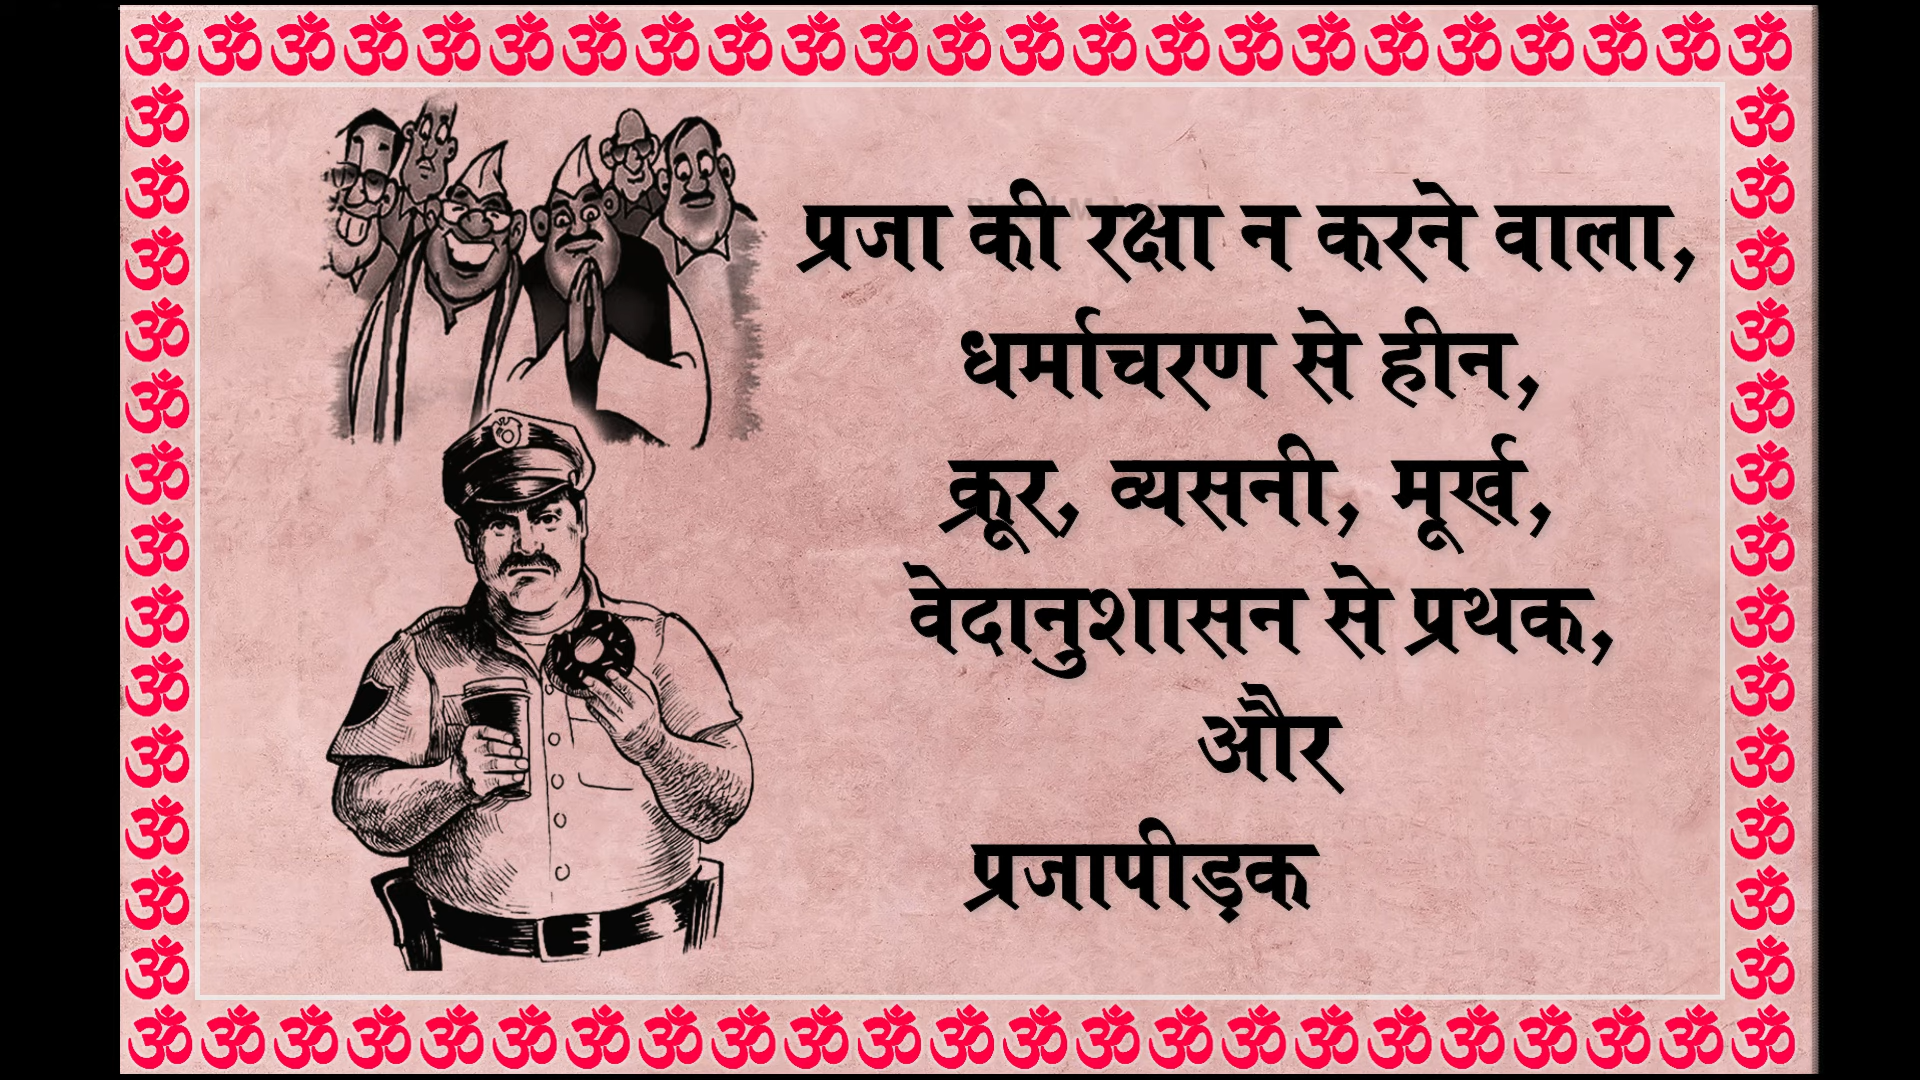 प्रजा की रक्षा न करने वाला,
धर्माचरण से हीन,
क्रूर, व्यसनी, मूर्ख,
वेदानुशासन से प्रथक,
और
प्रजापीड़क